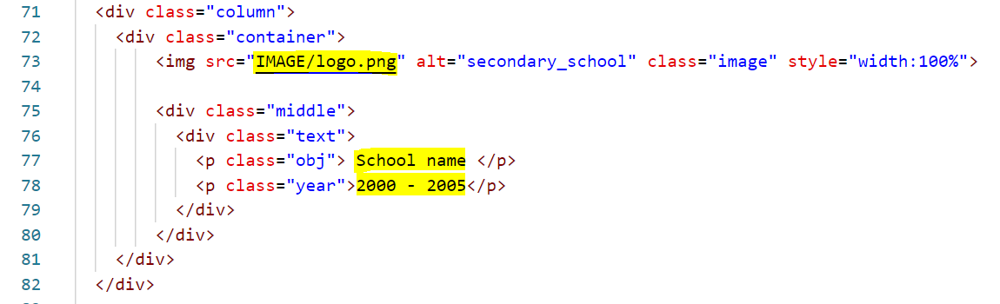 71 <div class="column">
72 <div class="container">
73 <img src="IMAGE/logo.png" alt="secondary_school" class="image" style="width:100%">
74
75 <div class="middle">
76 <div class="text">
77 <p class="obj"> School name </p>
78 <p class="year">2000 - 2005</p>
79 </div>
80 </div>
81 </div>
82 </div>